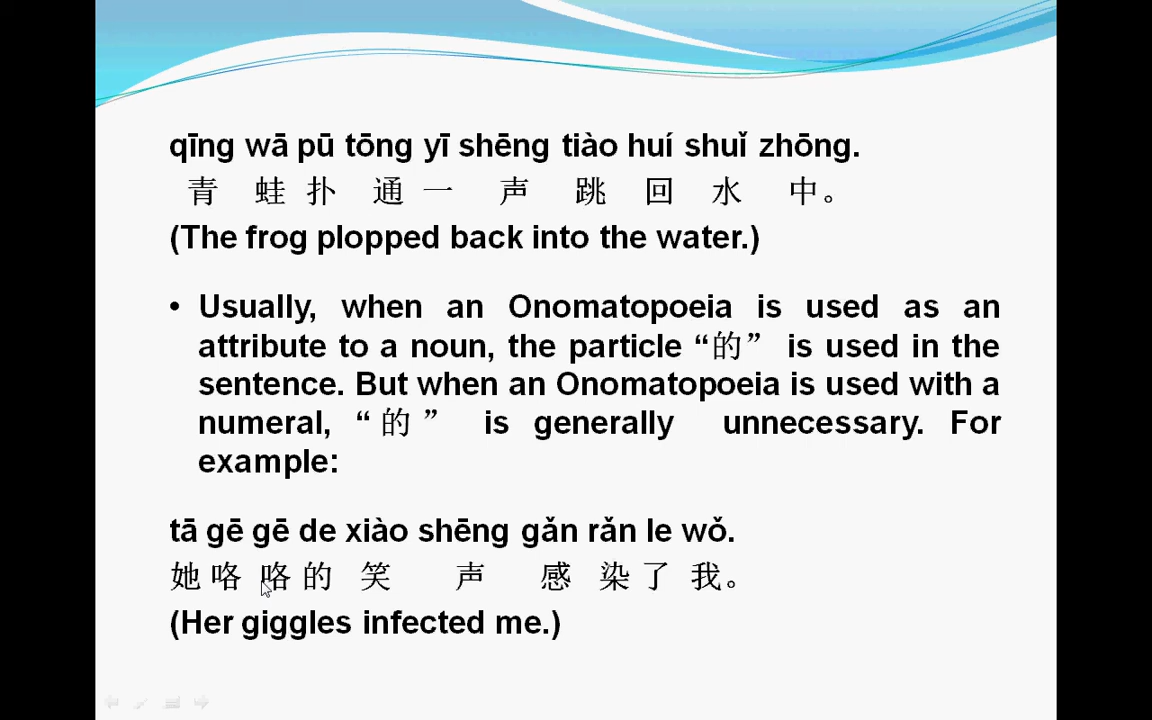 qīng wā pū tōng yī shēng tiào huí shuǐ zhōng.
青 蛙 扑 通 一 声 跳 回 水 中。
(The frog plopped back into the water.)
• Usually, when an Onomatopoeia is used as an
attribute to a noun, the particle “的” is used in the
sentence. But when an Onomatopoeia is used with a
numeral, “ 的 ” is generally unnecessary. For
example:
tā gē gē de xiào shēng gǎn rǎn le wǒ.
她 咯 咯 的 笑 声 感 染 了 我。
(Her giggles infected me.)